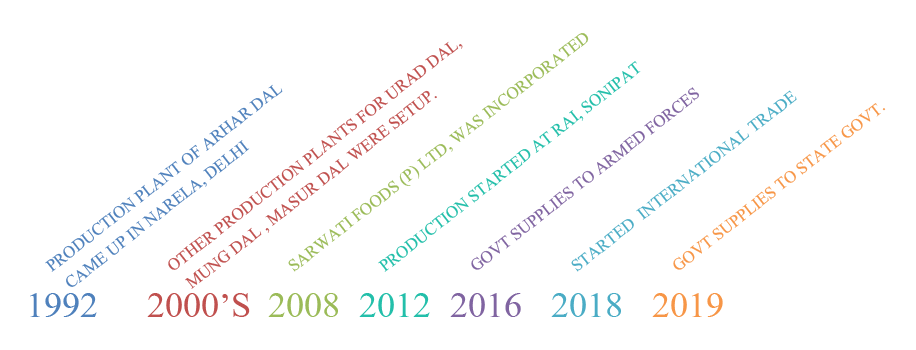 PRODUCTION PLANT OF ARHAR DAL
CAME UP IN NARELA, DELHI
1992
OTHER PRODUCTION PLANTS FOR URAD DAL,
MUNG DAL , MASUR DAL WERE SETUP.
2000’S
SARWATI FOODS (P) LTD, WAS INCORPORATED
2008
PRODUCTION STARTED AT RAI, SONIPAT
2012
GOVT SUPPLIES TO ARMED FORCES
2016
STARTED INTERNATIONAL TRADE
2018
GOVT SUPPLIES TO STATE GOVT.
2019